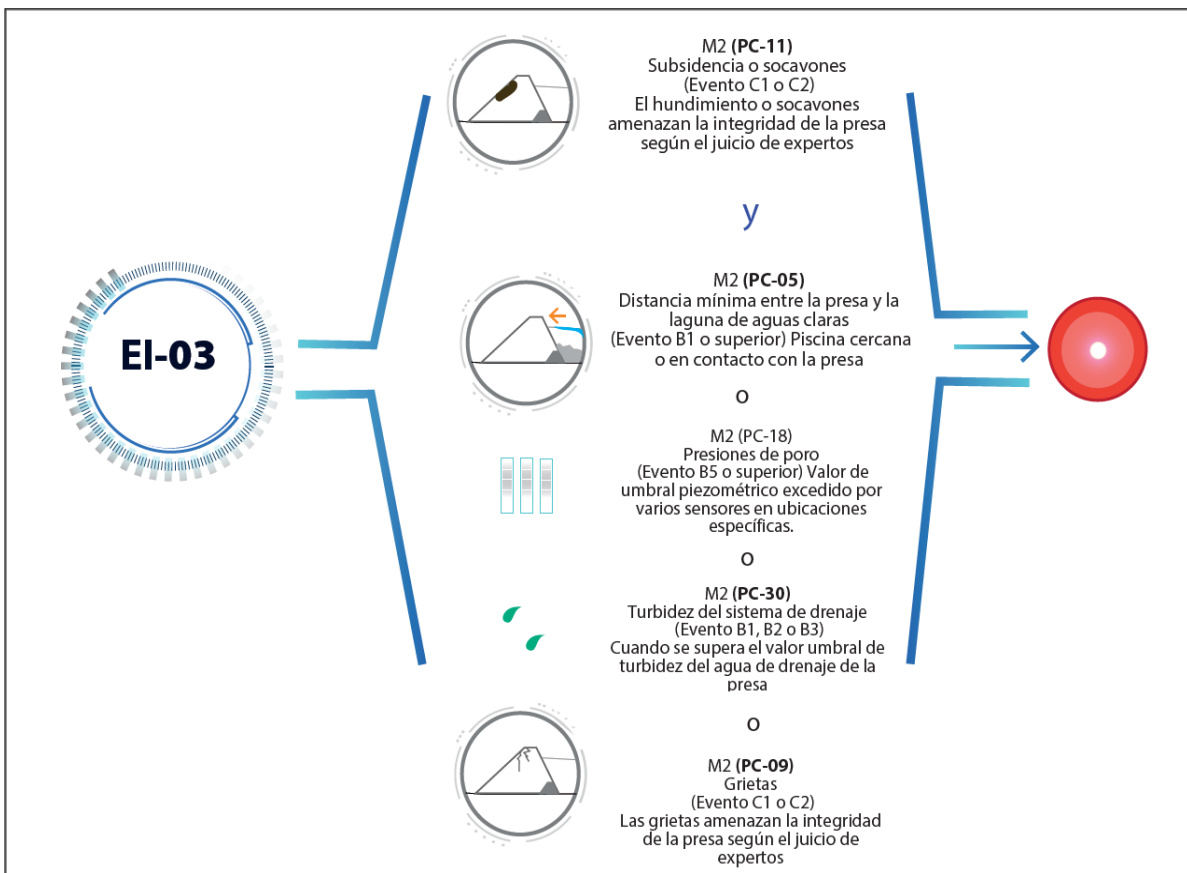 EI-03
M2 (PC-11)
Subsidencia o socavones
(Evento C1 o C2)
El hundimiento o socavones
amenazan la integridad de la presa
según el juicio de expertos
y
M2 (PC-05)
Distancia mínima entre la presa y la
laguna de aguas claras
(Evento B1 o superior) Piscina cercana
o en contacto con la presa
o
M2 (PC-18)
Presiones de poro
(Evento B5 o superior) Valor de
umbral piezométrico excedido por
varios sensores en ubicaciones
específicas.
o
M2 (PC-30)
Turbidez del sistema de drenaje
(Evento B1, B2 o B3)
Cuando se supera el valor umbral de
turbidez del agua de drenaje de la
presa
o
M2 (PC-09)
Grietas
(Evento C1 o C2)
Las grietas amenazan la integridad
de la presa según el juicio de
expertos